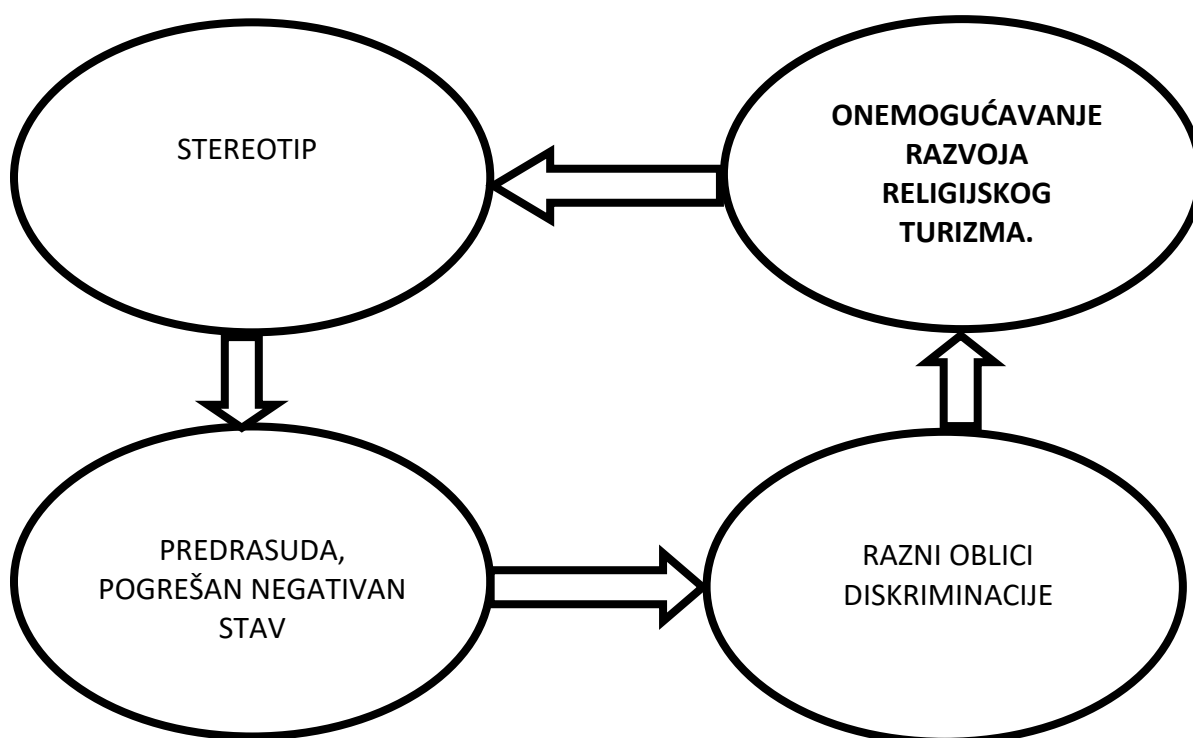 STEREOTIP
ONEMOGUĆAVANJE
RAZVOJA
RELIGIJSKOG
TURIZMA.
PREDRASUDA,
POGREŠAN NEGATIVAN
STAV
RAZNI OBLICI
DISKRIMINACIJE